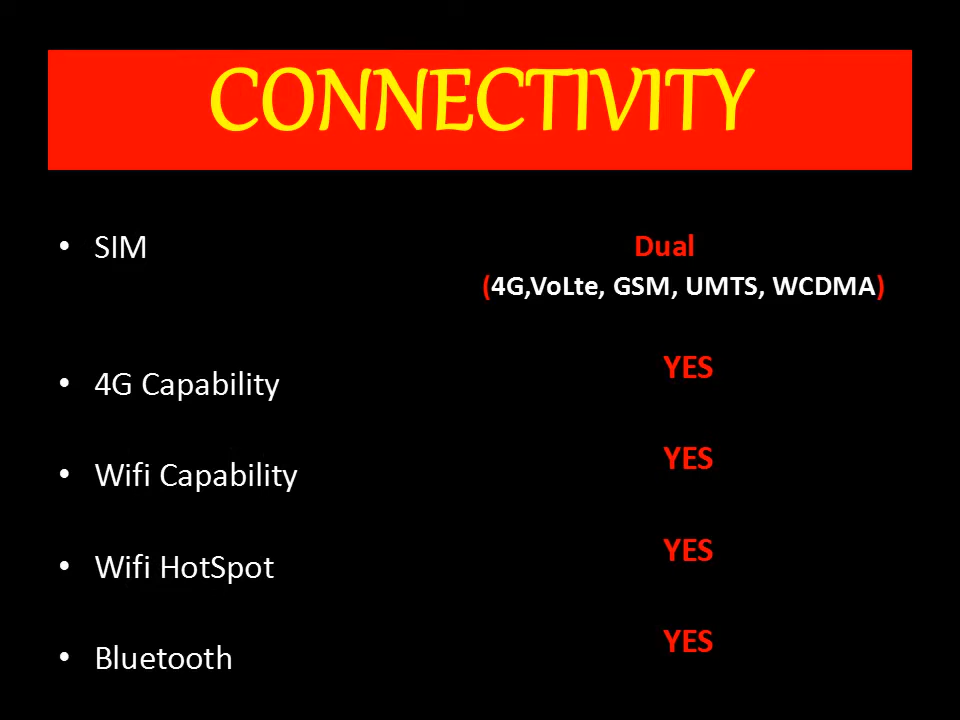 CONNECTIVITY
• SIM Dual
(4G,VoLte, GSM, UMTS, WCDMA)
• 4G Capability YES
• Wifi Capability YES
• Wifi HotSpot YES
• Bluetooth YES